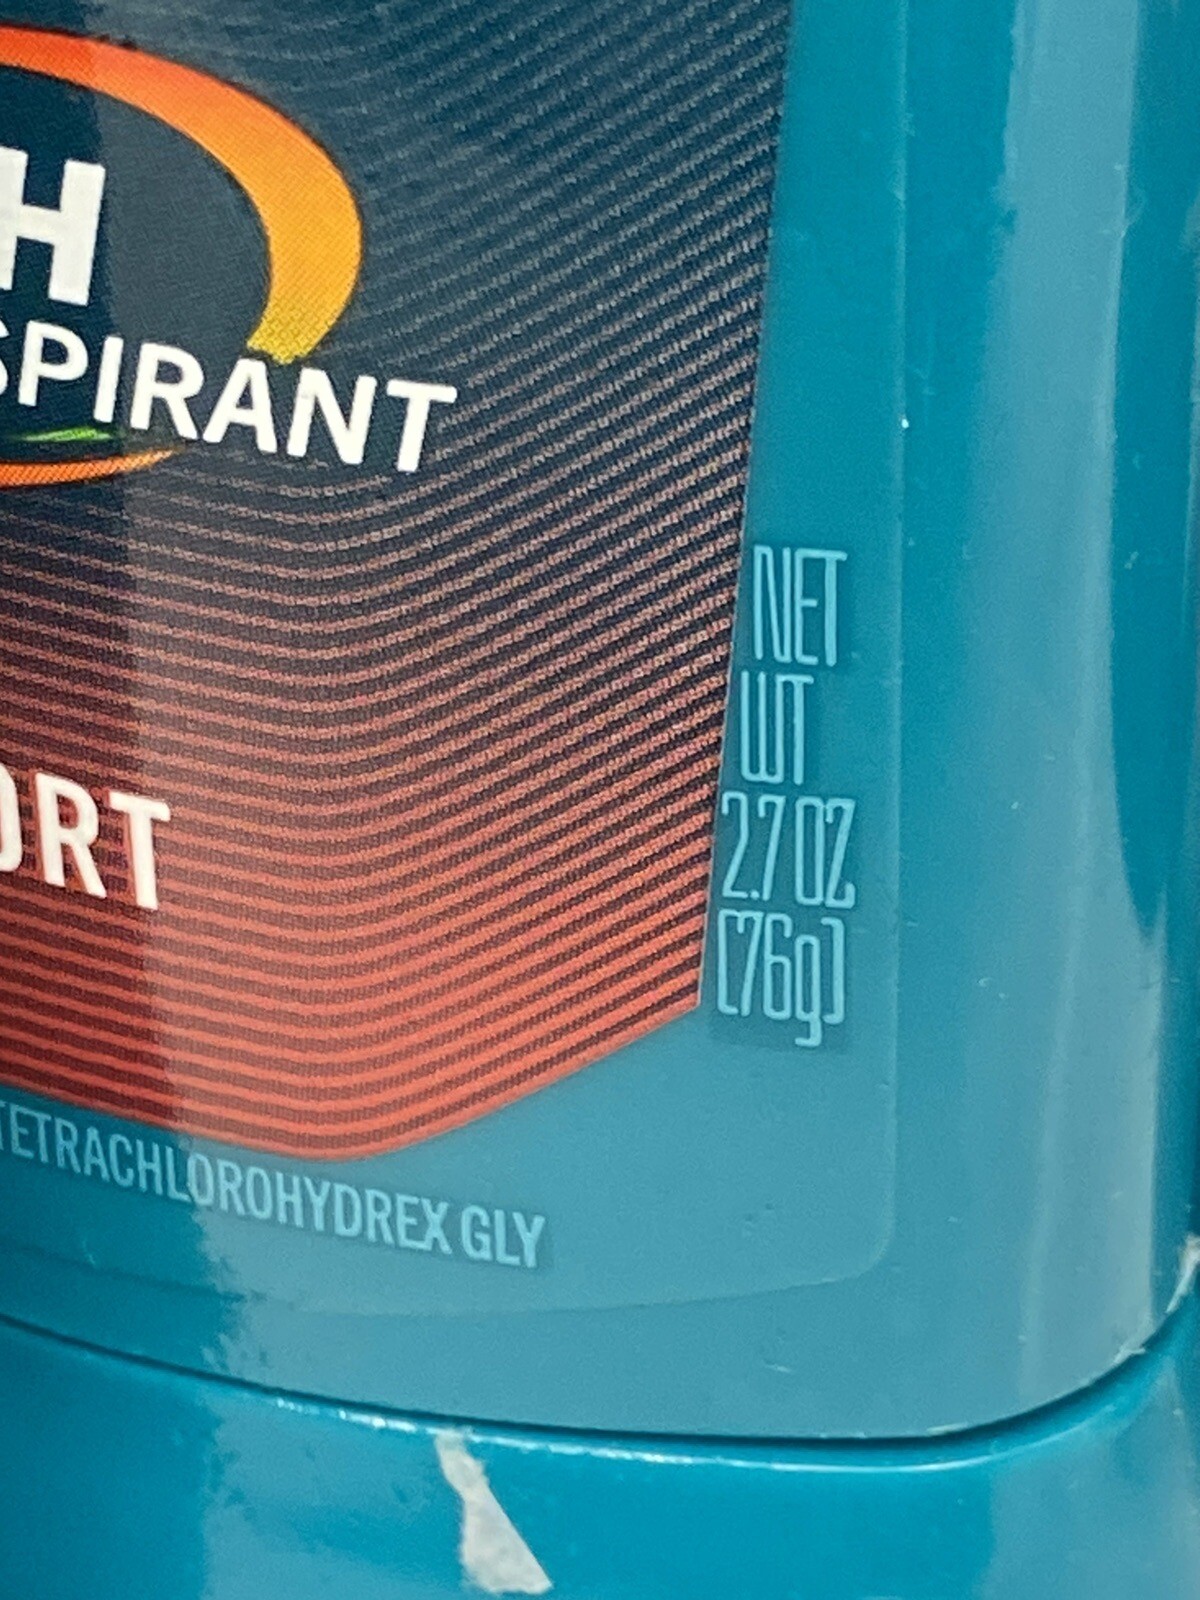 H
SPIRANT
ORT
NET
WT
2.7 OZ
(76g)
TETRACHLOROHYDREX GLY